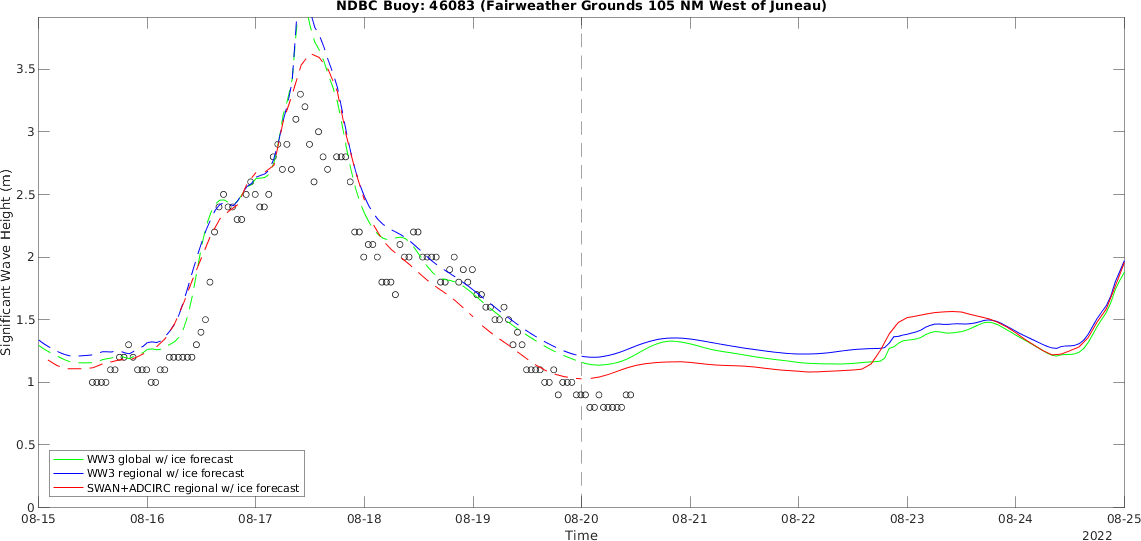 NDBC Buoy: 46083 (Fairweather Grounds 105 NM West of Juneau)
Significant Wave Height (m)
3.5
3
2.5
2
1.5
1
0.5
0
WW3 global w/ ice forecast
WW3 regional w/ ice forecast
SWAN+ADCIRC regional w/ ice forecast
08-15 08-16 08-17 08-18 08-19 08-20 08-21 08-22 08-23 08-24 08-25
Time
2022